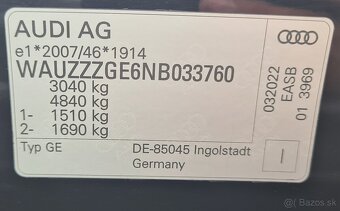 AUDI AG
e1*2007/46*1914
WAUZZZGE6NB033760
3040 kg
4840 kg
1- 1510 kg
2- 1690 kg
Typ GE
DE-85045 Ingolstadt
Germany
032022
EASB
01 3969
Bazos.sk